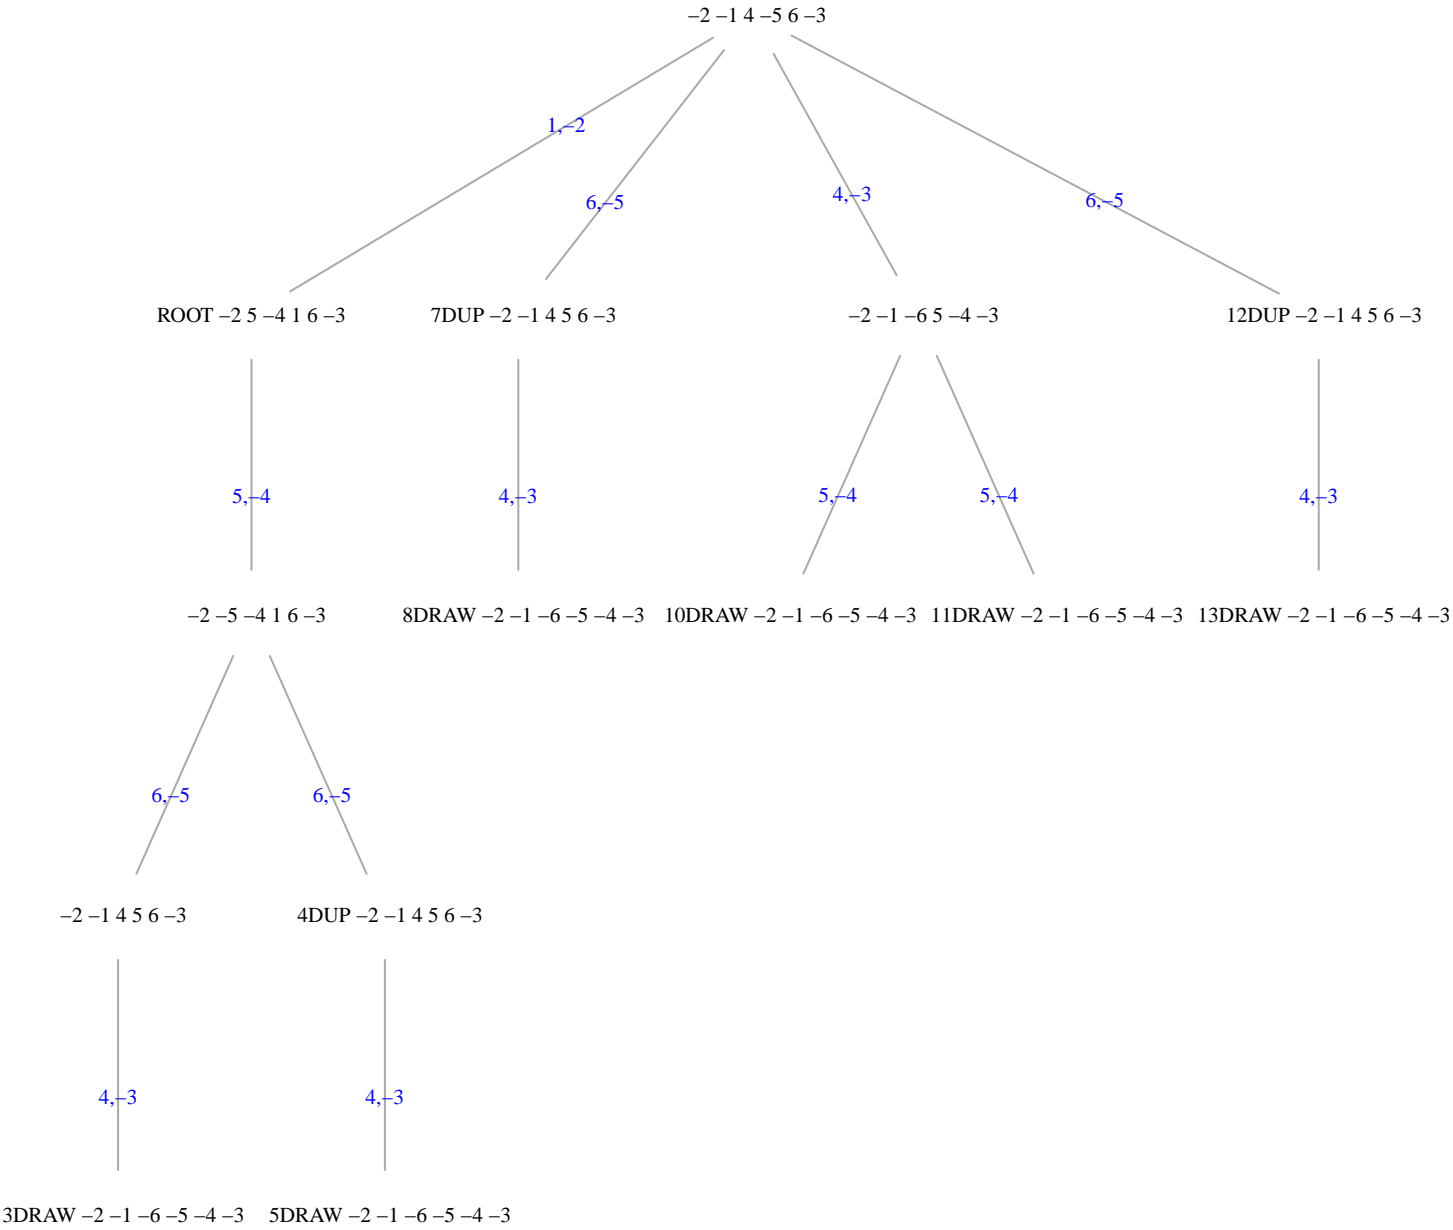 –2 –1 4 –5 6 –3
1,–2
6,–5
4,–3
6,–5
ROOT –2 5 –4 1 6 –3
7DUP –2 –1 4 5 6 –3
–2 –1 –6 5 –4 –3
12DUP –2 –1 4 5 6 –3
5,–4
4,–3
5,–4
5,–4
4,–3
–2 –5 –4 1 6 –3
8DRAW –2 –1 –6 –5 –4 –3
10DRAW –2 –1 –6 –5 –4 –3
11DRAW –2 –1 –6 –5 –4 –3
13DRAW –2 –1 –6 –5 –4 –3
6,–5
6,–5
–2 –1 4 5 6 –3
4DUP –2 –1 4 5 6 –3
4,–3
4,–3
3DRAW –2 –1 –6 –5 –4 –3
5DRAW –2 –1 –6 –5 –4 –3